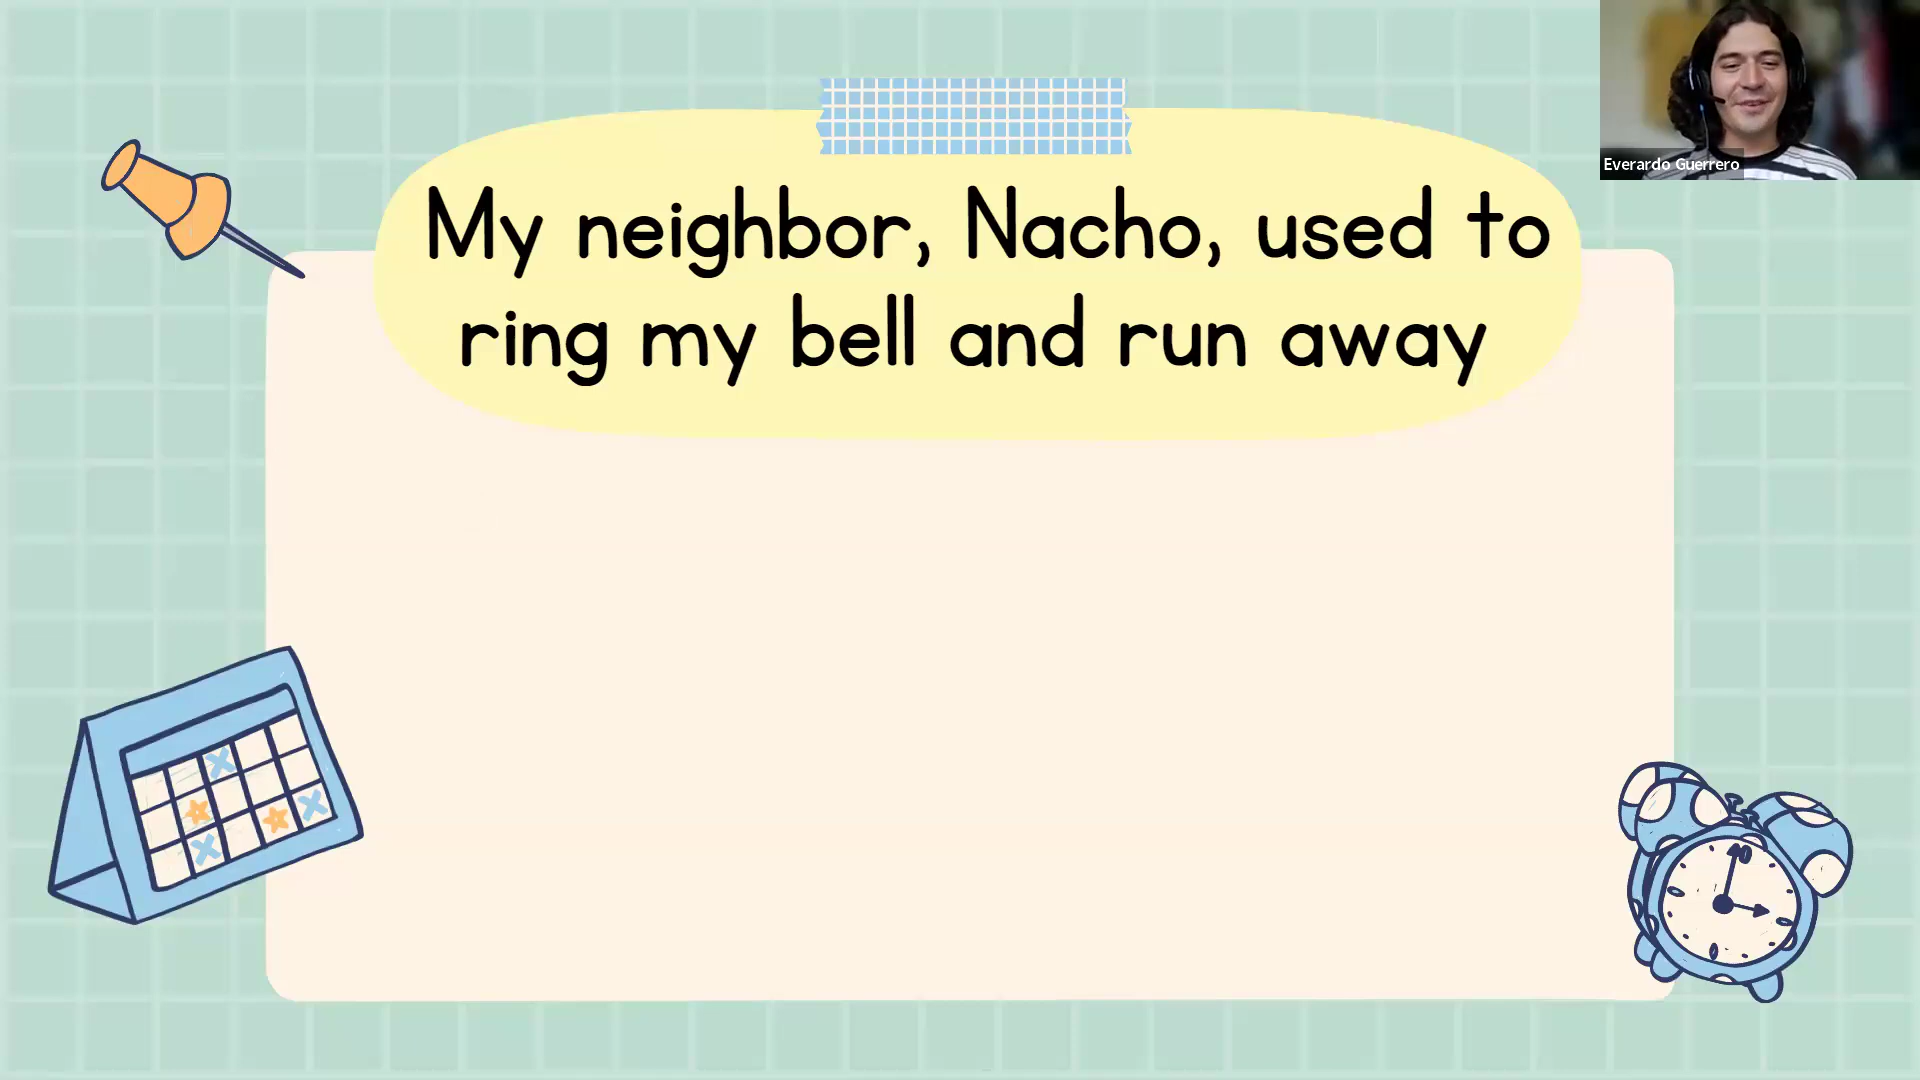 My neighbor, Nacho, used to
ring my bell and run away
Everardo Guerrero